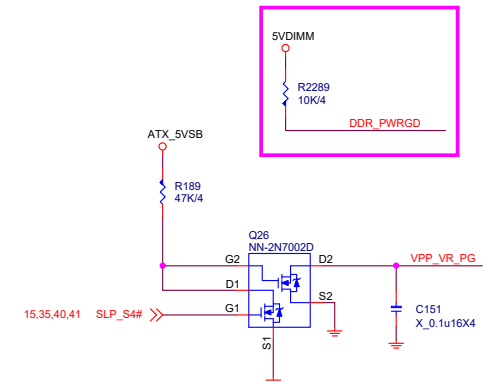 5VDIMM
R2289
10K/4
DDR_PWRGD
ATX_5VSB
R189
47K/4
Q26
NN-2N7002D
G2
D2
VPP_VR_PG
D1
S2
15,35,40,41 SLP_S4#
G1
C151
X_0.1u16X4
S1